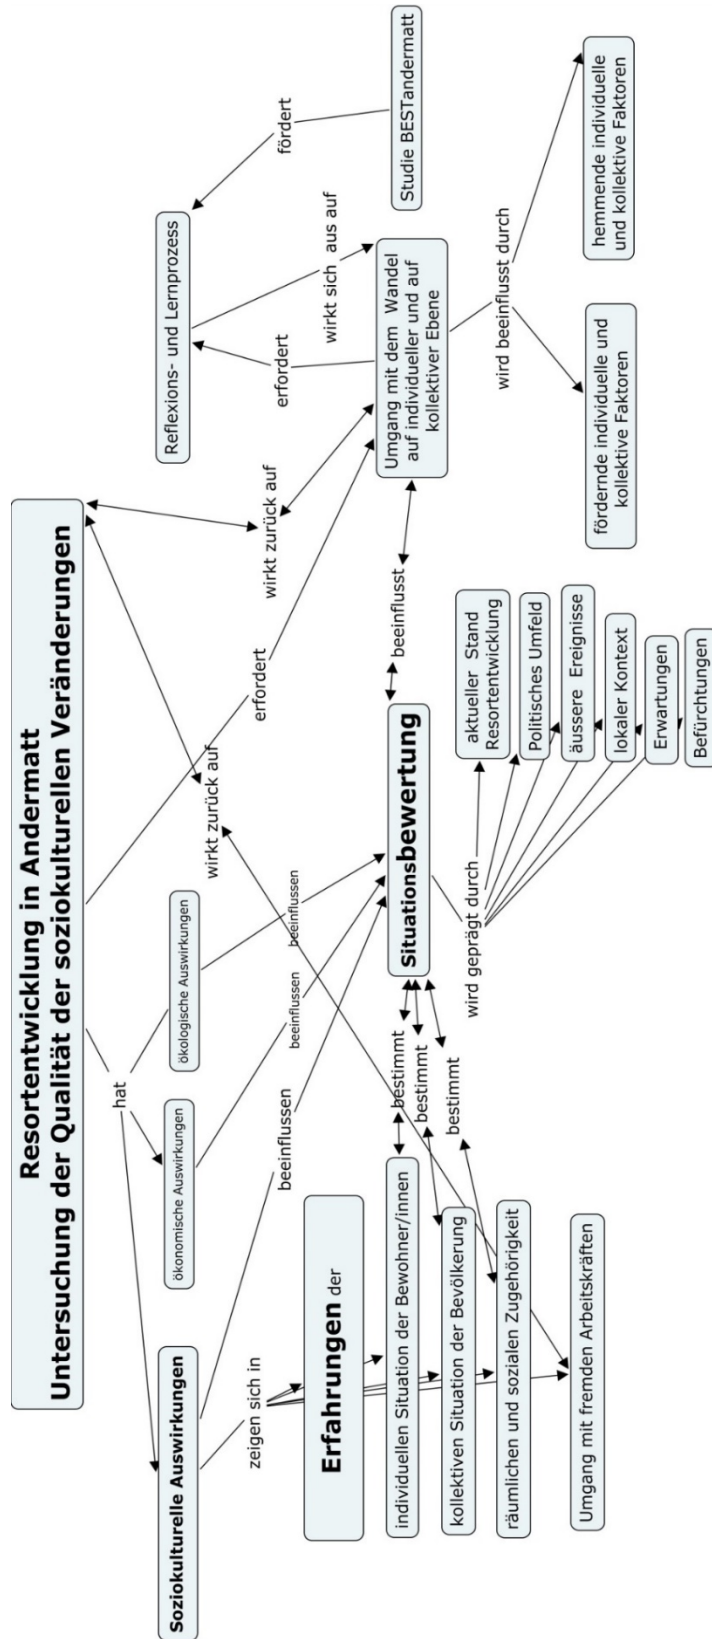 Resortentwicklung in Andermatt
Untersuchung der Qualität der soziokulturellen Veränderungen
hat
wirkt zurück auf
erfordert
wirkt zurück auf
Soziokulturelle Auswirkungen
ökonomische Auswirkungen
ökologische Auswirkungen
Reflexions- und Lernprozess
fördert
erfordert
wirkt sich aus auf
zeigen sich in
beeinflussen
beeinflussen
beeinflussen
Erfahrungen der
individuellen Situation der Bewohner/innen
kollektiven Situation der Bevölkerung
räumlichen und sozialen Zugehörigkeit
Umgang mit fremden Arbeitskräften
bestimmt
bestimmt
bestimmt
Situationsbewertung
beeinflusst
Umgang mit dem Wandel
auf individueller und auf
kollektiver Ebene
Studie BESTandermatt
wird geprägt durch
aktueller Stand
Resortentwicklung
Politisches Umfeld
äussere Ereignisse
lokaler Kontext
Erwartungen
Befürchtungen
wird beeinflusst durch
fördernde individuelle und
kollektive Faktoren
hemmende individuelle
und kollektive Faktoren